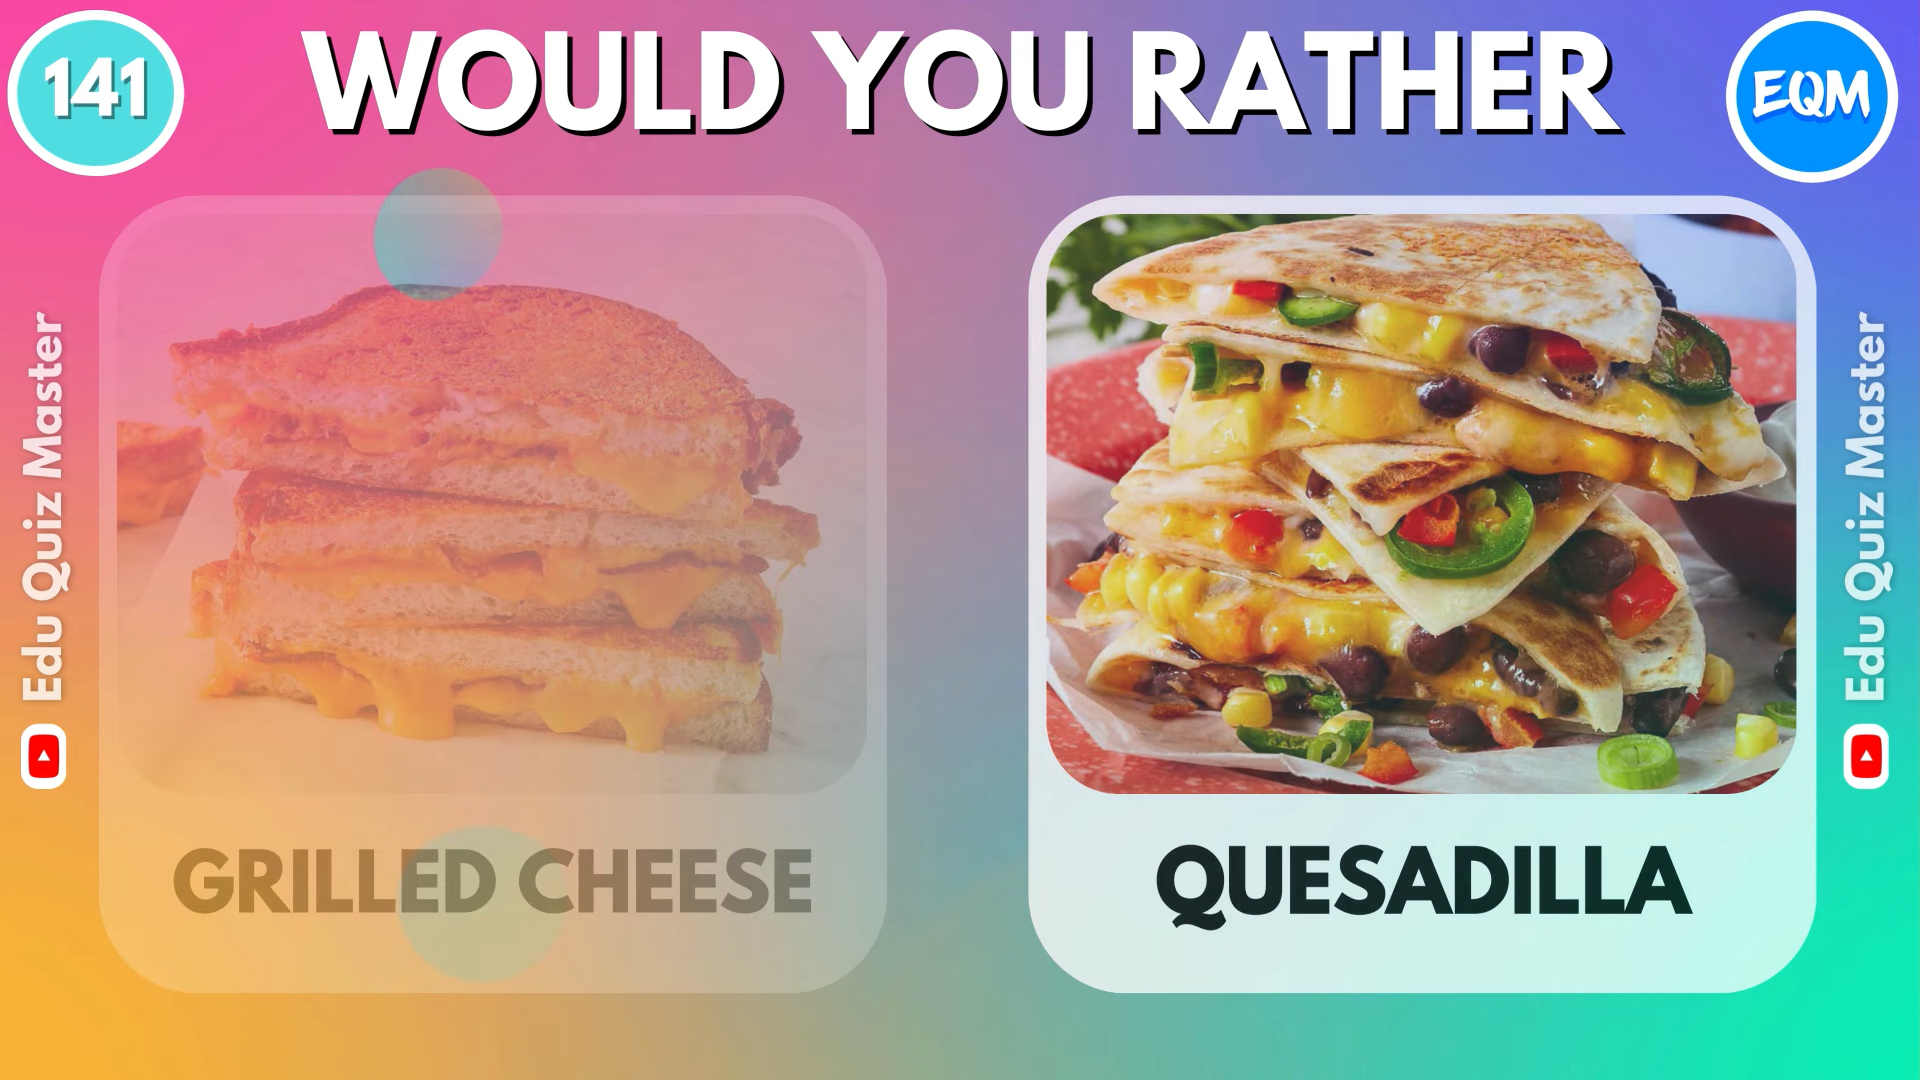 141
WOULD YOU RATHER
EQM
Edu Quiz Master
GRILLED CHEESE
QUESADILLA
Edu Quiz Master